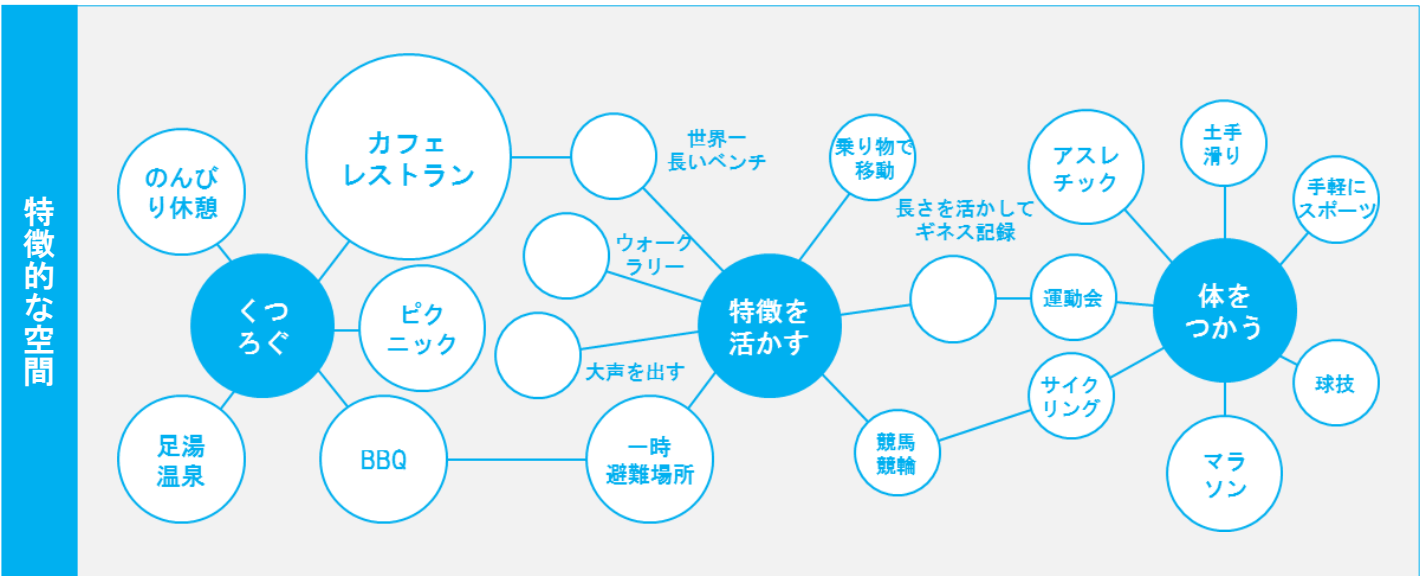 特徴的な空間
カフェ
レストラン
のんび
り休憩
くつ
ろぐ
ピク
ニック
足湯
温泉
BBQ
世界一
長いベンチ
ウォーク
ラリー
大声を出す
一時
避難場所
特徴を
活かす
乗り物で
移動
長さを活かして
ギネス記録
運動会
競馬
競輪
サイク
リング
アスレ
チック
土手
滑り
手軽に
スポーツ
体を
つかう
球技
マラ
ソン